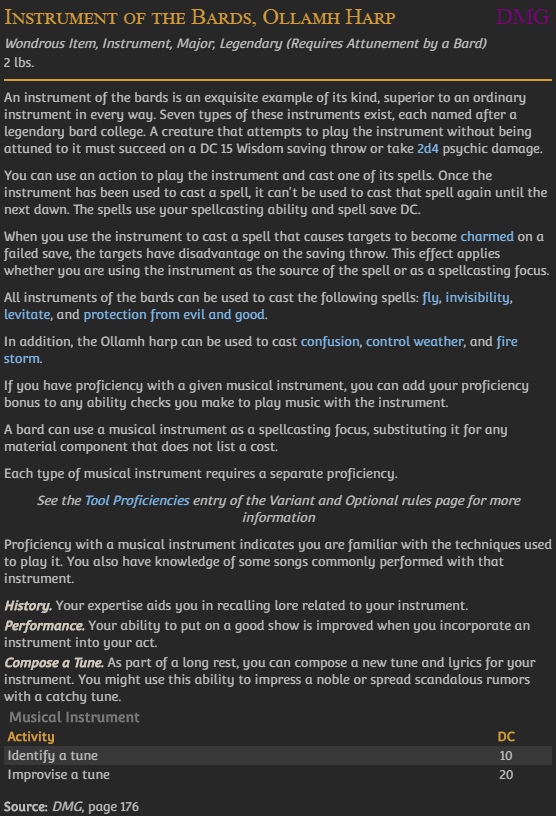 Instrument of the Bards, Ollamh Harp DMG
Wondrous Item, Instrument, Major, Legendary (Requires Attunement by a Bard)
2 lbs.
An instrument of the bards is an exquisite example of its kind, superior to an ordinary
instrument in every way. Seven types of these instruments exist, each named after a
legendary bard college. A creature that attempts to play the instrument without being
attuned to it must succeed on a DC 15 Wisdom saving throw or take 2d4 psychic damage.
You can use an action to play the instrument and cast one of its spells. Once the
instrument has been used to cast a spell, it can't be used to cast that spell again until the
next dawn. The spells use your spellcasting ability and spell save DC.
When you use the instrument to cast a spell that causes targets to become charmed on a
failed save, the targets have disadvantage on the saving throw. This effect applies
whether you are using the instrument as the source of the spell or as a spellcasting focus.
All instruments of the bards can be used to cast the following spells: fly, invisibility,
levitate, and protection from evil and good.
In addition, the Ollamh harp can be used to cast confusion, control weather, and fire
storm.
If you have proficiency with a given musical instrument, you can add your proficiency
bonus to any ability checks you make to play music with the instrument.
A bard can use a musical instrument as a spellcasting focus, substituting it for any
material component that does not list a cost.
Each type of musical instrument requires a separate proficiency.
See the Tool Proficiencies entry of the Variant and Optional rules page for more
information
Proficiency with a musical instrument indicates you are familiar with the techniques used
to play it. You also have knowledge of some songs commonly performed with that
instrument.
History. Your expertise aids you in recalling lore related to your instrument.
Performance. Your ability to put on a good show is improved when you incorporate an
instrument into your act.
Compose a Tune. As part of a long rest, you can compose a new tune and lyrics for your
instrument. You might use this ability to impress a noble or spread scandalous rumors
with a catchy tune.
Musical Instrument
Activity DC
Identify a tune 10
Improvise a tune 20
Source: DMG, page 176